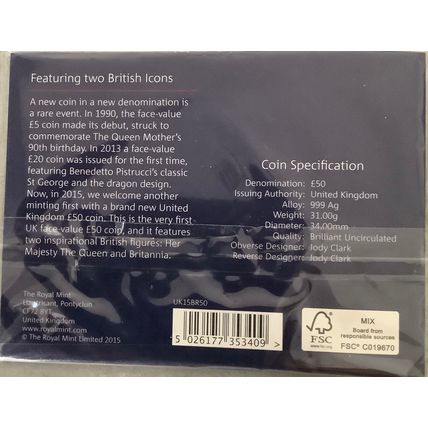 Featuring two British Icons
A new coin in a new denomination is
a rare event. In 1990, the face-value
£5 coin made its debut, struck to
commemorate The Queen Mother's
90th birthday. In 2013 a face-value
£20 coin was issued for the first time,
featuring Benedetto Pistrucci's classic
St George and the dragon design.
Now, in 2015, we welcome another
minting first with a brand new United
Kingdom £50 coin. This is the very first
UK face-value £50 coin, and it features
two inspirational British figures: Her
Majesty The Queen and Britannia.
Coin Specification
Denomination: £50
Issuing Authority: United Kingdom
Alloy: 999 Ag
Weight: 31.00g
Diameter: 34.00mm
Quality: Brilliant Uncirculated
Obverse Designer: Jody Clark
Reverse Designer: Jody Clark
The Royal Mint
Llantrisant, Pontyclun
CF72 8YT
United Kingdom
www.royalmint.com
© The Royal Mint Limited 2015
UK15BR50
5 026177 353409 >
FSC
www.fsc.org
MIX
Board from
responsible sources
FSC® C019670